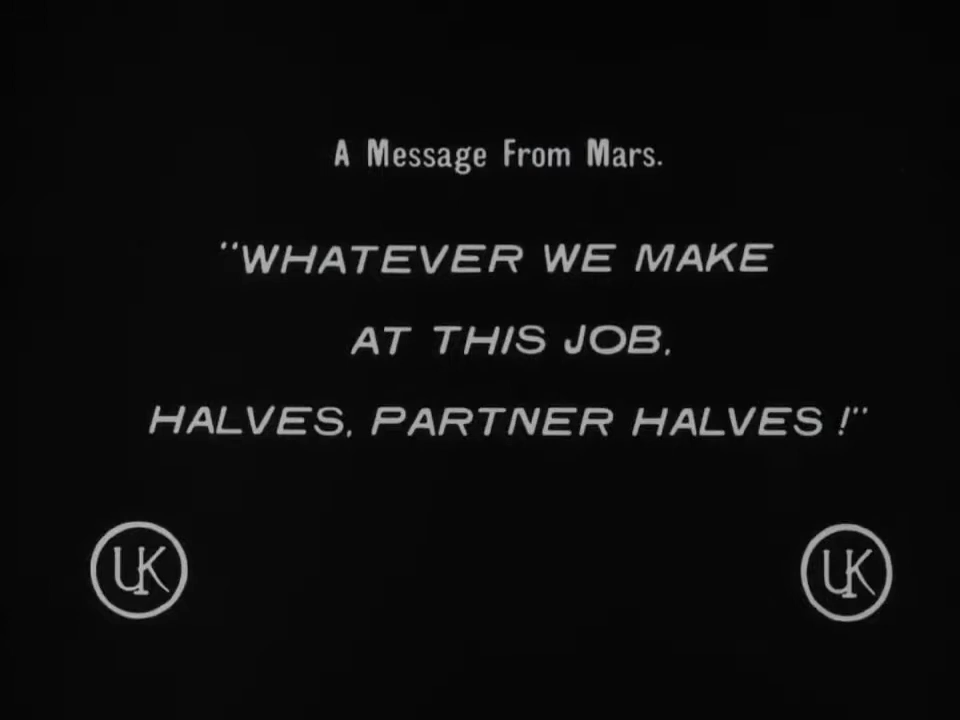 A Message From Mars.
"WHATEVER WE MAKE
AT THIS JOB,
HALVES, PARTNER HALVES !"
UK UK